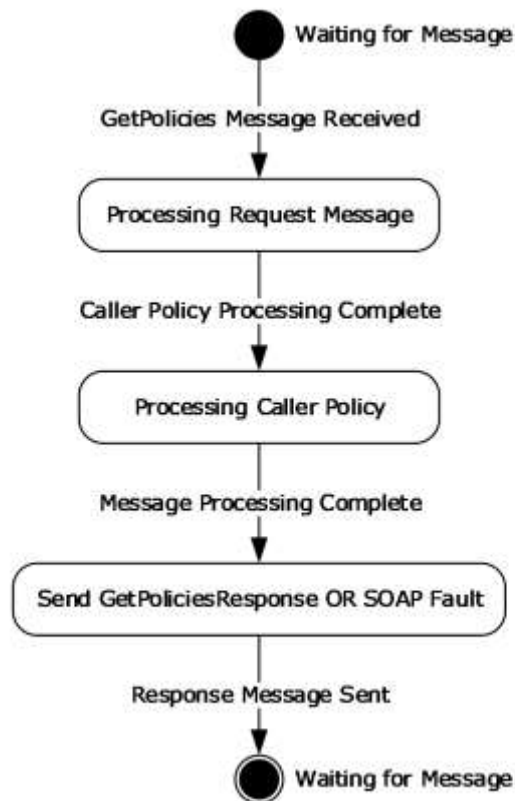 Waiting for Message
GetPolicies Message Received
Processing Request Message
Caller Policy Processing Complete
Processing Caller Policy
Message Processing Complete
Send GetPoliciesResponse OR SOAP Fault
Response Message Sent
Waiting for Message